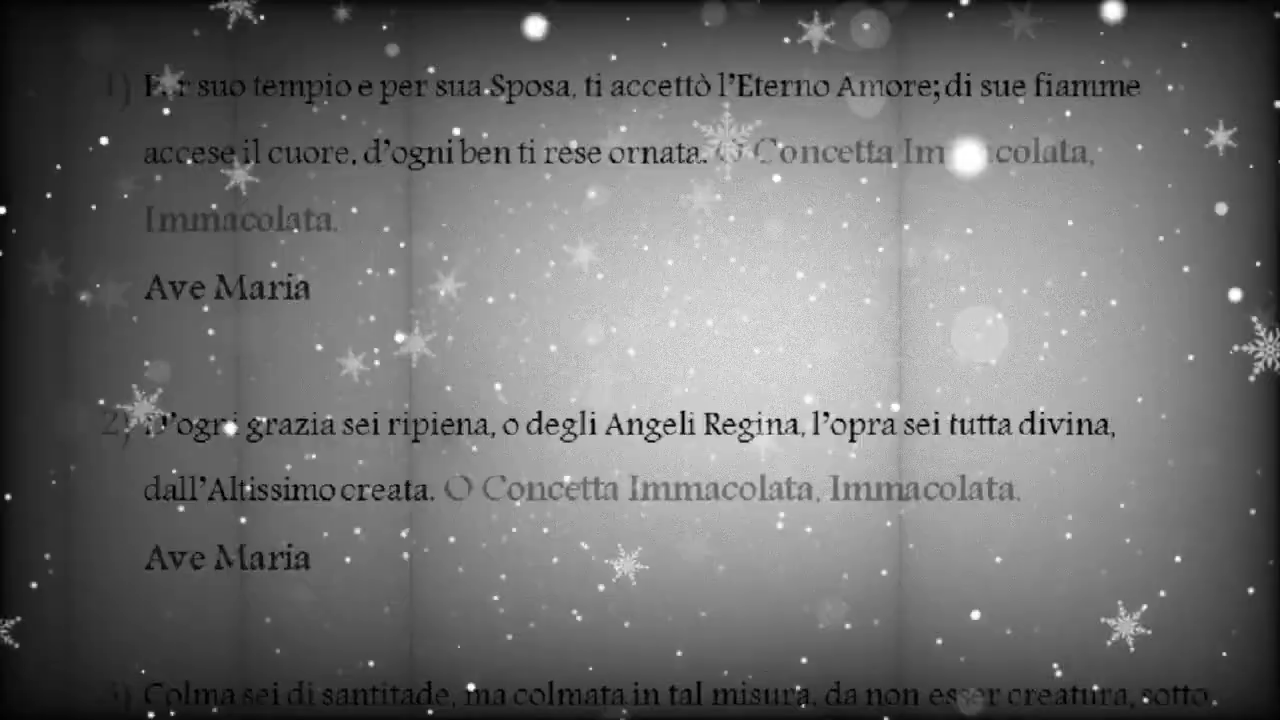 1) Per suo tempio e per sua Sposa, ti accettò l'Eterno Amore; di sue fiamme
accese il cuore, d'ogni ben ti rese ornata. O Concetta Immacolata,
Immacolata.
Ave Maria
2) D'ogni grazia sei ripiena, o degli Angeli Regina, l'opra sei tutta divina,
dall'Altissimo creata. O Concetta Immacolata, Immacolata.
Ave Maria
3) Colma sei di santitade, ma colmata in tal misura, da non esser creatura, sotto